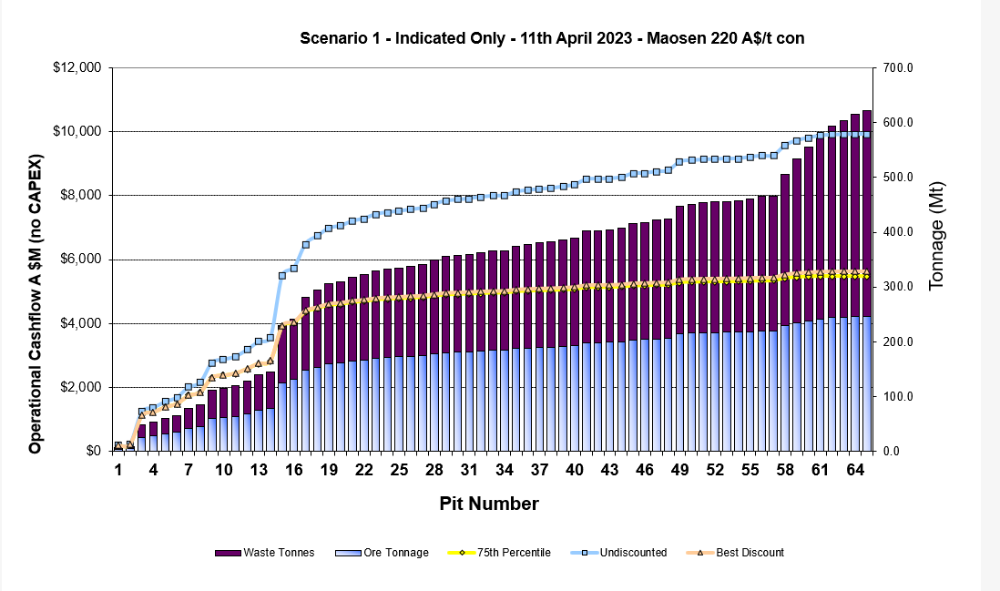 Scenario 1 - Indicated Only - 11th April 2023 - Maosen 220 A$/t con
$12,000
$10,000
$8,000
$6,000
$4,000
$2,000
$0
Operational Cashflow A $M (no CAPEX)
700.0
600.0
500.0
400.0
300.0
200.0
100.0
0.0
Tonnage (Mt)
1 4 7 10 13 16 19 22 25 28 31 34 37 40 43 46 49 52 55 58 61 64
Pit Number
Waste Tonnes Ore Tonnage 75th Percentile Undiscounted Best Discount